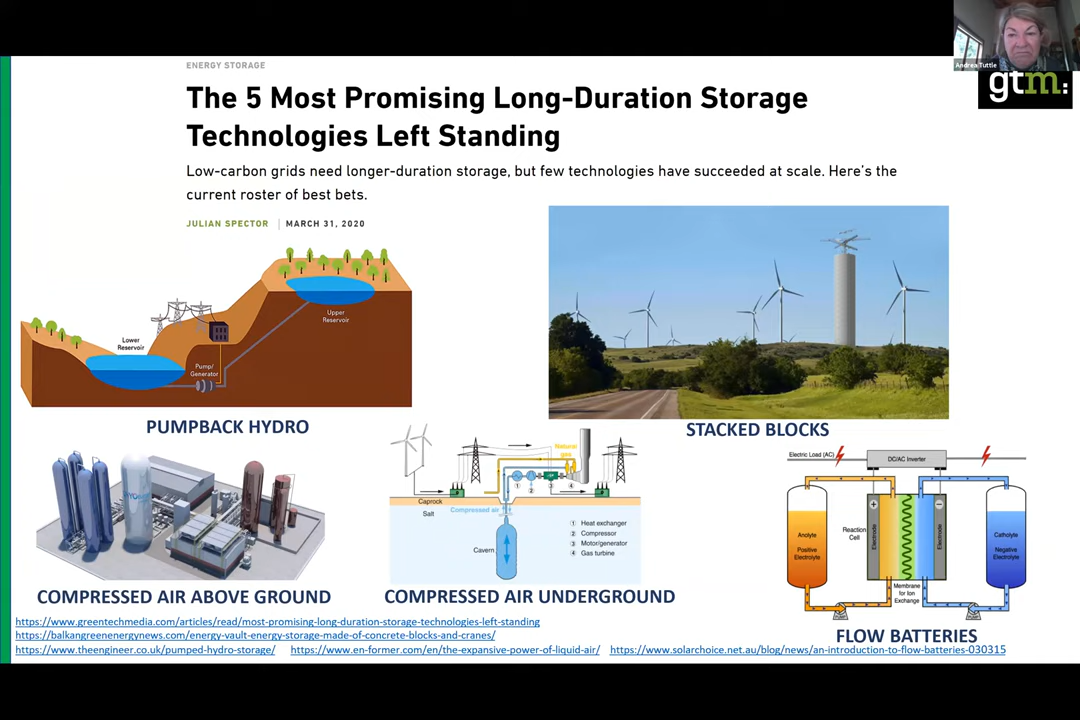 Andrea Tuttle
gtm:
ENERGY STORAGE
The 5 Most Promising Long-Duration Storage
Technologies Left Standing
Low-carbon grids need longer-duration storage, but few technologies have succeeded at scale. Here's the
current roster of best bets.
JULIAN SPECTOR | MARCH 31, 2020
Upper
Reservoir
Lower
Reservoir
Pump/
Generator
PUMPBACK HYDRO
STACKED BLOCKS
Natural
gas
1
2
3
4
Caprock
Salt
Compressed air
Cavern
1 Heat exchanger
2 Compressor
3 Motor/generator
4 Gas turbine
Electric Load (AC)
DC/AC Inverter
+
−
Anolyte
Positive
Electrolyte
Reaction
Cell
Electrode
Electrode
Catholyte
Negative
Electrolyte
Membrane
for Ion
Exchange
COMPRESSED AIR ABOVE GROUND
COMPRESSED AIR UNDERGROUND
FLOW BATTERIES
https://www.greentechmedia.com/articles/read/most-promising-long-duration-storage-technologies-left-standing
https://balkangreenenergynews.com/energy-vault-energy-storage-made-of-concrete-blocks-and-cranes/
https://www.theengineer.co.uk/pumped-hydro-storage/ https://www.en-former.com/en/the-expansive-power-of-liquid-air/ https://www.solarchoice.net.au/blog/news/an-introduction-to-flow-batteries-030315